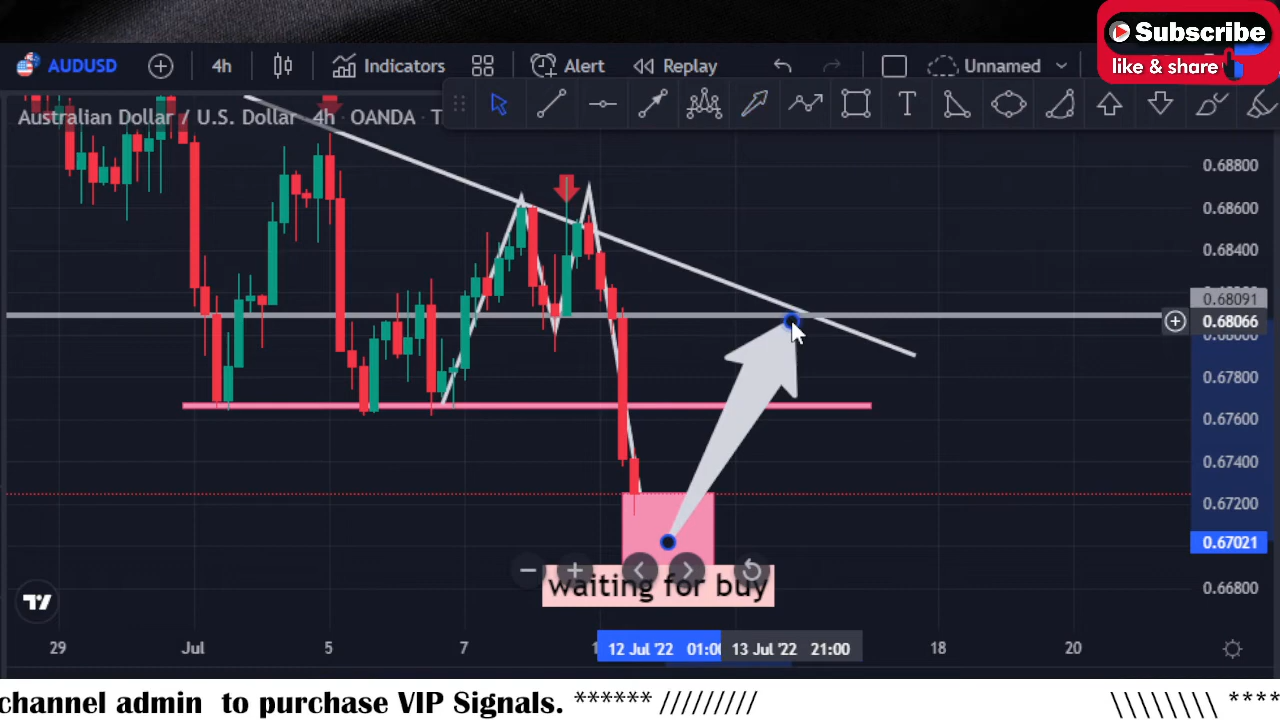 Subscribe
like & share
AUDUSD 4h Indicators Alert Replay Unnamed
Australian Dollar / U.S. Dollar 4h OANDA
0.68800
0.68600
0.68400
0.68091
0.68066
0.67800
0.67600
0.67400
0.67200
0.67021
0.66800
waiting for buy
29 Jul 5 7 12 Jul '22 13 Jul '22 21:00 18 20
channel admin to purchase VIP Signals. ****** ///////// \\\\\\\\ ****